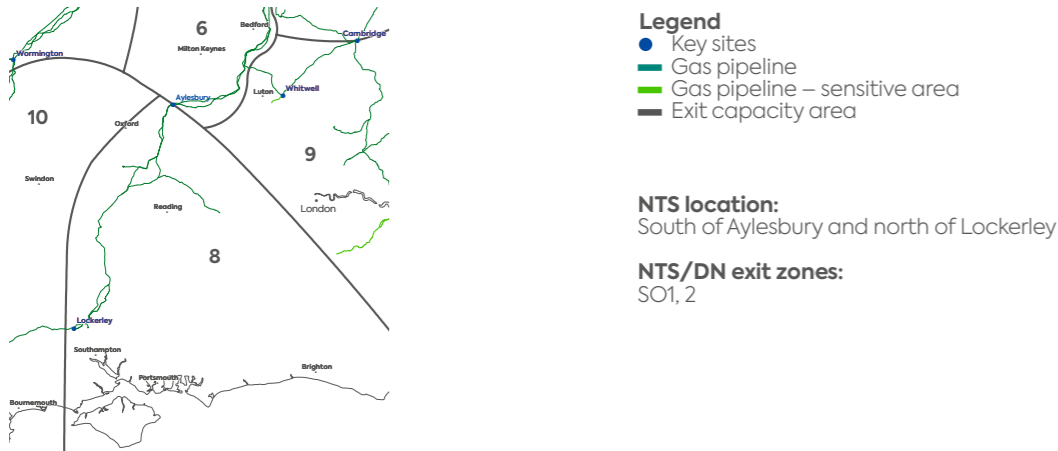 6
Bedford
Cambridge
Milton Keynes
Wormington
Luton
Whitwell
Aylesbury
10
Oxford
9
Swindon
Reading
London
8
Lockerley
Southampton
Portsmouth
Brighton
Bournemouth
Legend
Key sites
Gas pipeline
Gas pipeline – sensitive area
Exit capacity area
NTS location:
South of Aylesbury and north of Lockerley
NTS/DN exit zones:
SO1, 2